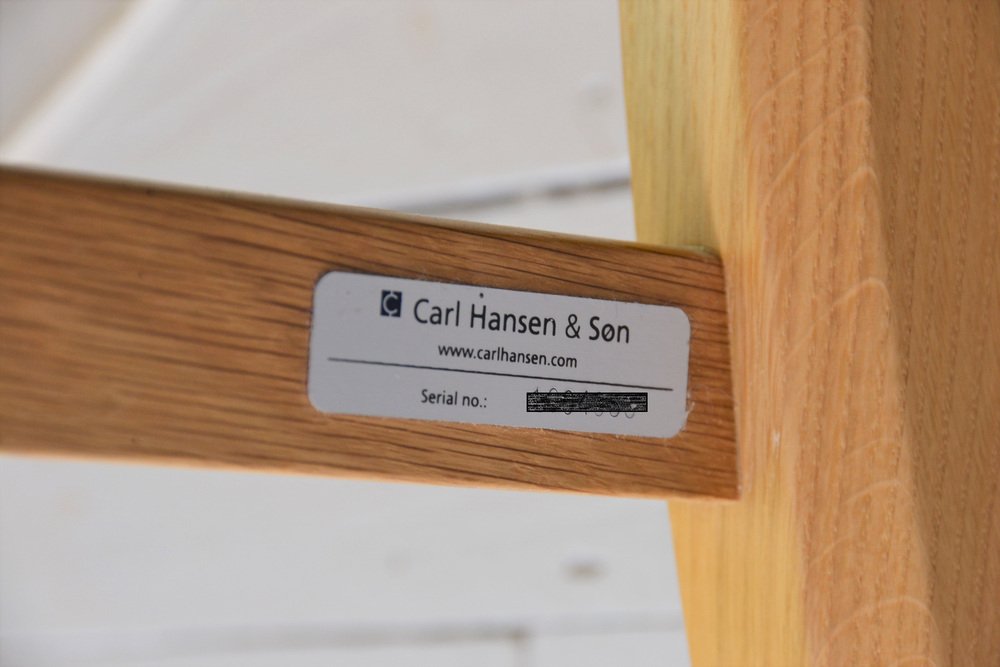 Carl Hansen & Søn
www.carlhansen.com
Serial no.: